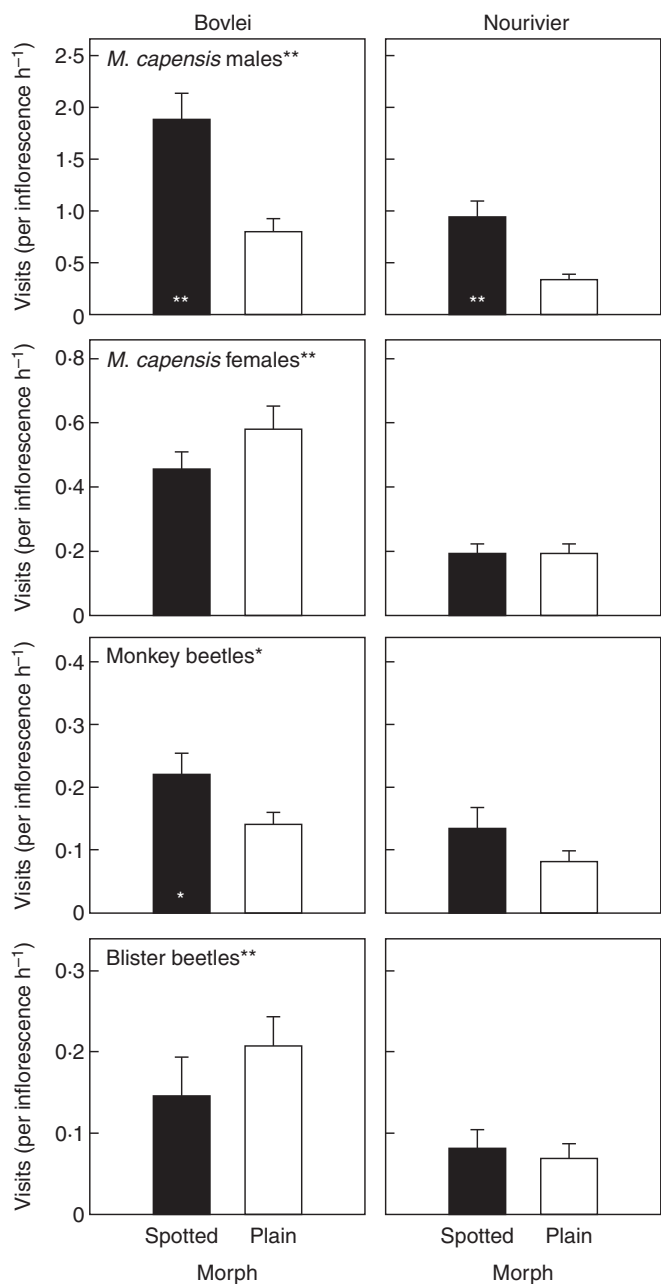 Bovlei Nourivier
Visits (per inflorescence h⁻¹)
M. capensis males**
2·5
2·0
1·5
1·0
0·5
0
**
**
Visits (per inflorescence h⁻¹)
M. capensis females**
0·8
0·6
0·4
0·2
0
Visits (per inflorescence h⁻¹)
Monkey beetles*
0·4
0·3
0·2
0·1
0
*
Visits (per inflorescence h⁻¹)
Blister beetles**
0·3
0·2
0·1
0
Spotted Plain Spotted Plain
Morph Morph